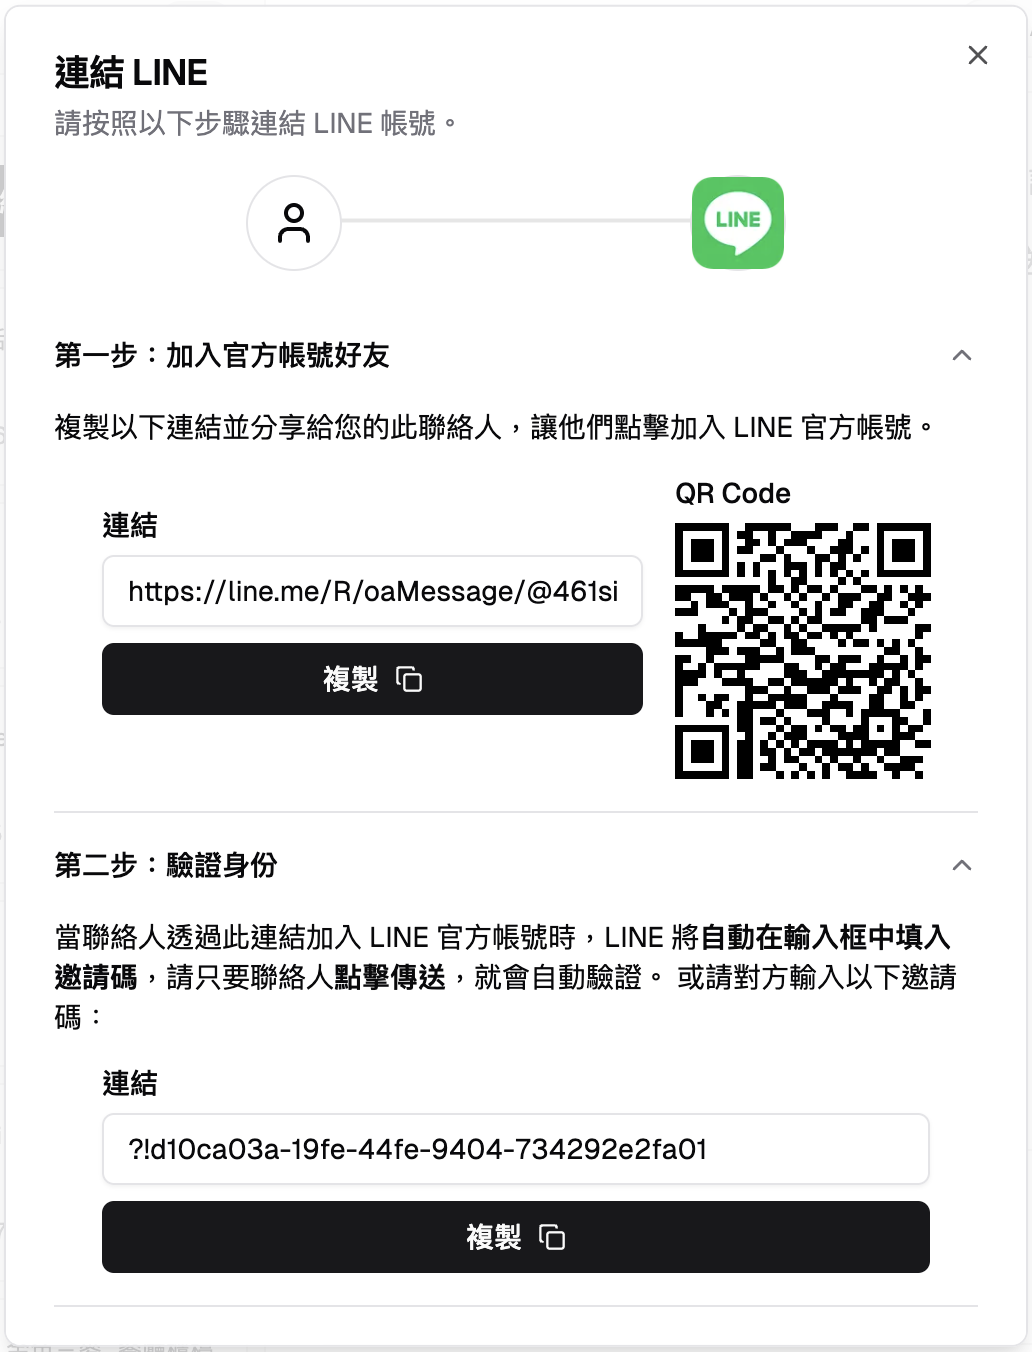 連結 LINE
請按照以下步驟連結 LINE 帳號。
LINE
第一步：加入官方帳號好友
複製以下連結並分享給您的此聯絡人，讓他們點擊加入 LINE 官方帳號。
連結
https://line.me/R/oaMessage/@461si
複製
QR Code
第二步：驗證身份
當聯絡人透過此連結加入 LINE 官方帳號時，LINE 將自動在輸入框中填入
邀請碼，請只要聯絡人點擊傳送，就會自動驗證。 或請對方輸入以下邀請
碼：
連結
?!d10ca03a-19fe-44fe-9404-734292e2fa01
複製